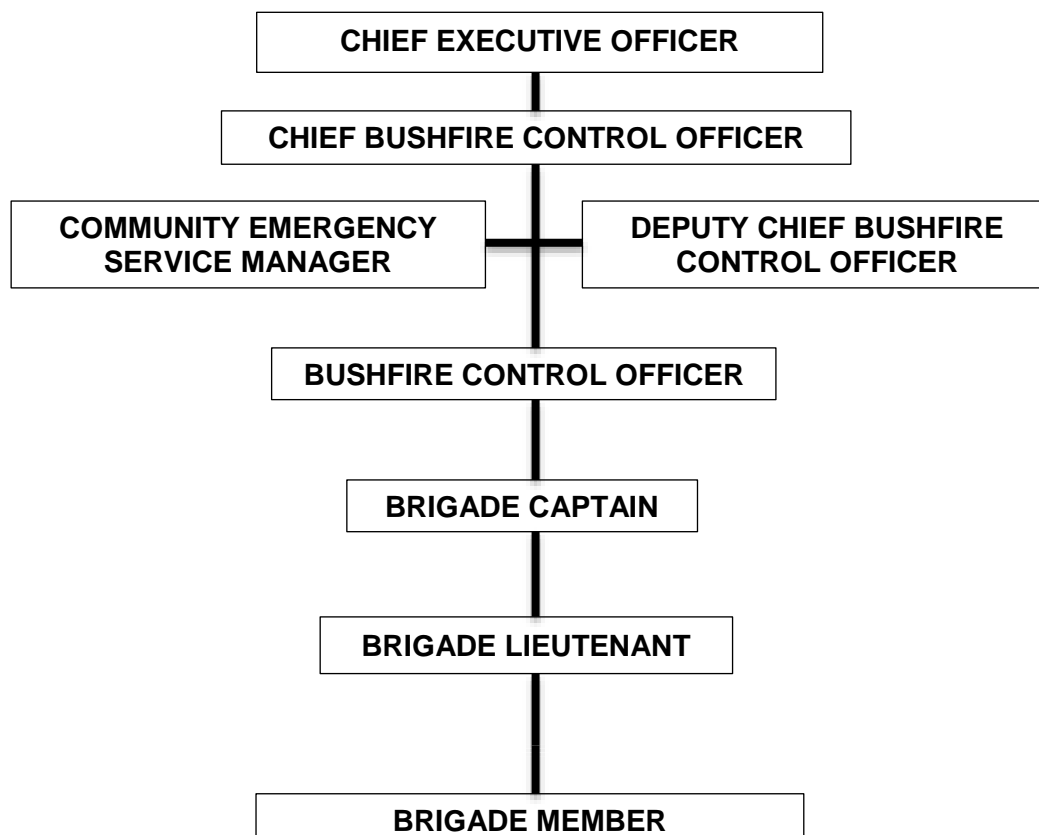 CHIEF EXECUTIVE OFFICER
CHIEF BUSHFIRE CONTROL OFFICER
COMMUNITY EMERGENCY
SERVICE MANAGER
DEPUTY CHIEF BUSHFIRE
CONTROL OFFICER
BUSHFIRE CONTROL OFFICER
BRIGADE CAPTAIN
BRIGADE LIEUTENANT
BRIGADE MEMBER